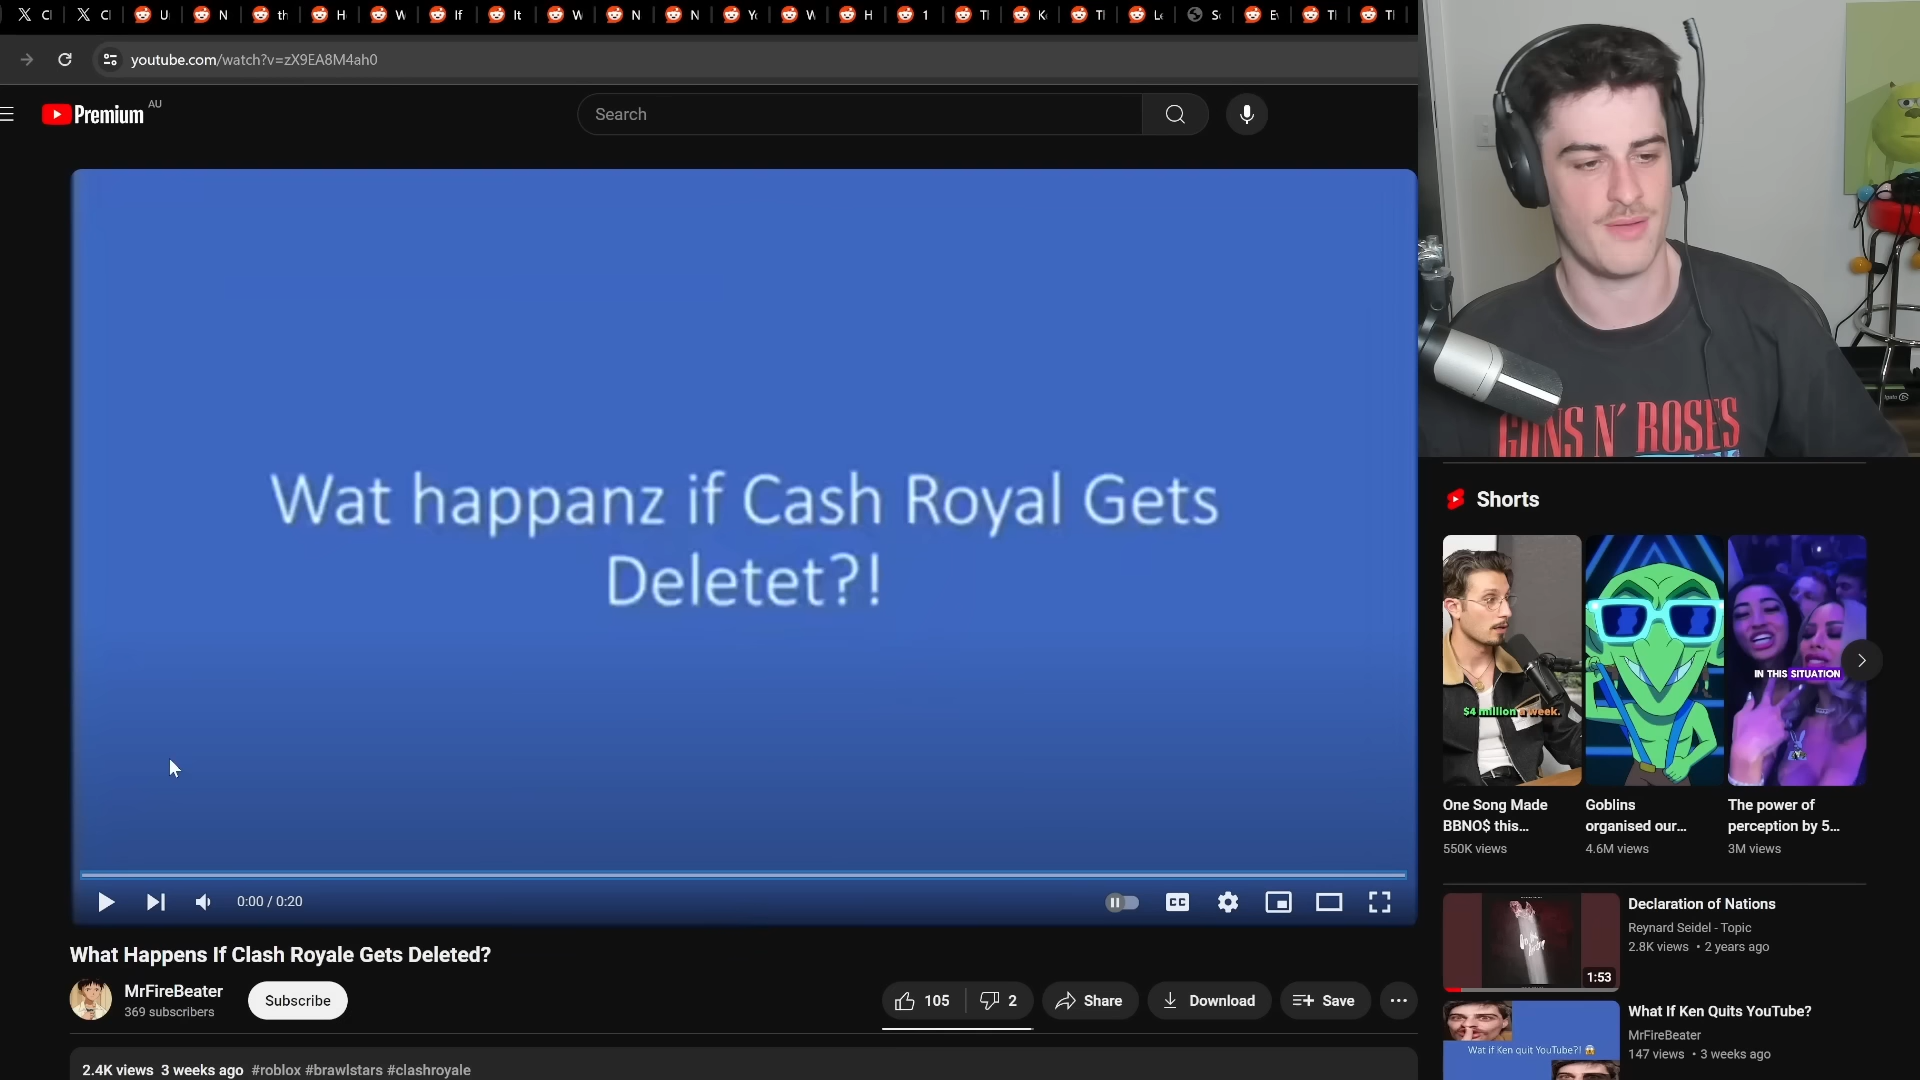 youtube.com/watch?v=zX9EA8M4ah0
Premium AU
Search
GUNS N' ROSES
Wat happanz if Cash Royal Gets
Deletet?!
0:00 / 0:20
CC
What Happens If Clash Royale Gets Deleted?
MrFireBeater
369 subscribers
Subscribe
105
2
Share
Download
Save
2.4K views 3 weeks ago #roblox #brawlstars #clashroyale
Shorts
$4 million a week.
IN THIS SITUATION
One Song Made
BBNO$ this...
550K views
Goblins
organised our...
4.6M views
The power of
perception by 5...
3M views
1:53
Declaration of Nations
Reynard Seidel - Topic
2.8K views • 2 years ago
Wat if Ken quit YouTube?!
What If Ken Quits YouTube?
MrFireBeater
147 views • 3 weeks ago